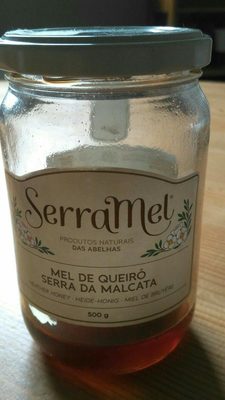 SerraMel
PRODUTOS NATURAIS
DAS ABELHAS
MEL DE QUEIRÓ
SERRA DA MALCATA
HEATHER HONEY · HEIDE-HONIG · MIEL DE BRUYÈRE
500 g